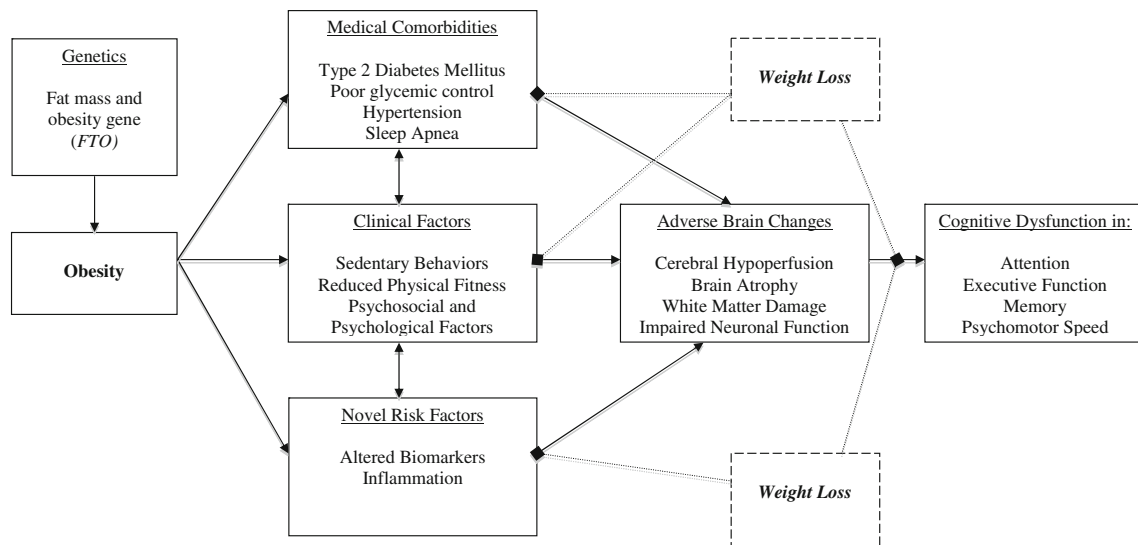 Genetics
Fat mass and
obesity gene
(FTO)
Obesity
Medical Comorbidities
Type 2 Diabetes Mellitus
Poor glycemic control
Hypertension
Sleep Apnea
Clinical Factors
Sedentary Behaviors
Reduced Physical Fitness
Psychosocial and
Psychological Factors
Novel Risk Factors
Altered Biomarkers
Inflammation
Weight Loss
Adverse Brain Changes
Cerebral Hypoperfusion
Brain Atrophy
White Matter Damage
Impaired Neuronal Function
Weight Loss
Cognitive Dysfunction in:
Attention
Executive Function
Memory
Psychomotor Speed